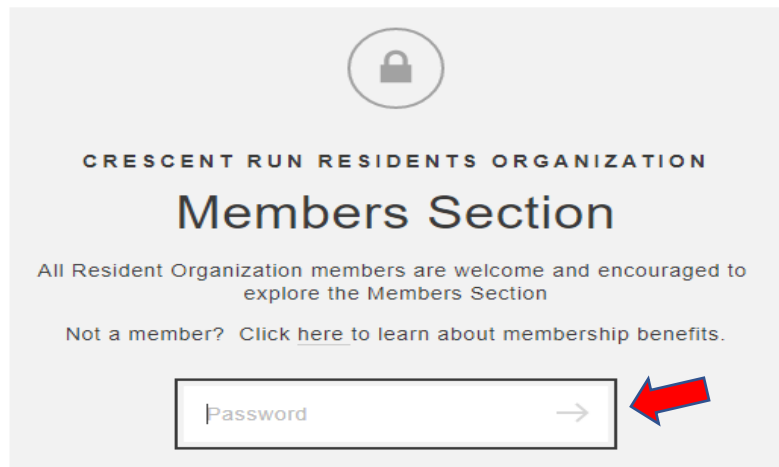 CRESCENT RUN RESIDENTS ORGANIZATION
Members Section
All Resident Organization members are welcome and encouraged to
explore the Members Section
Not a member? Click here to learn about membership benefits.
Password